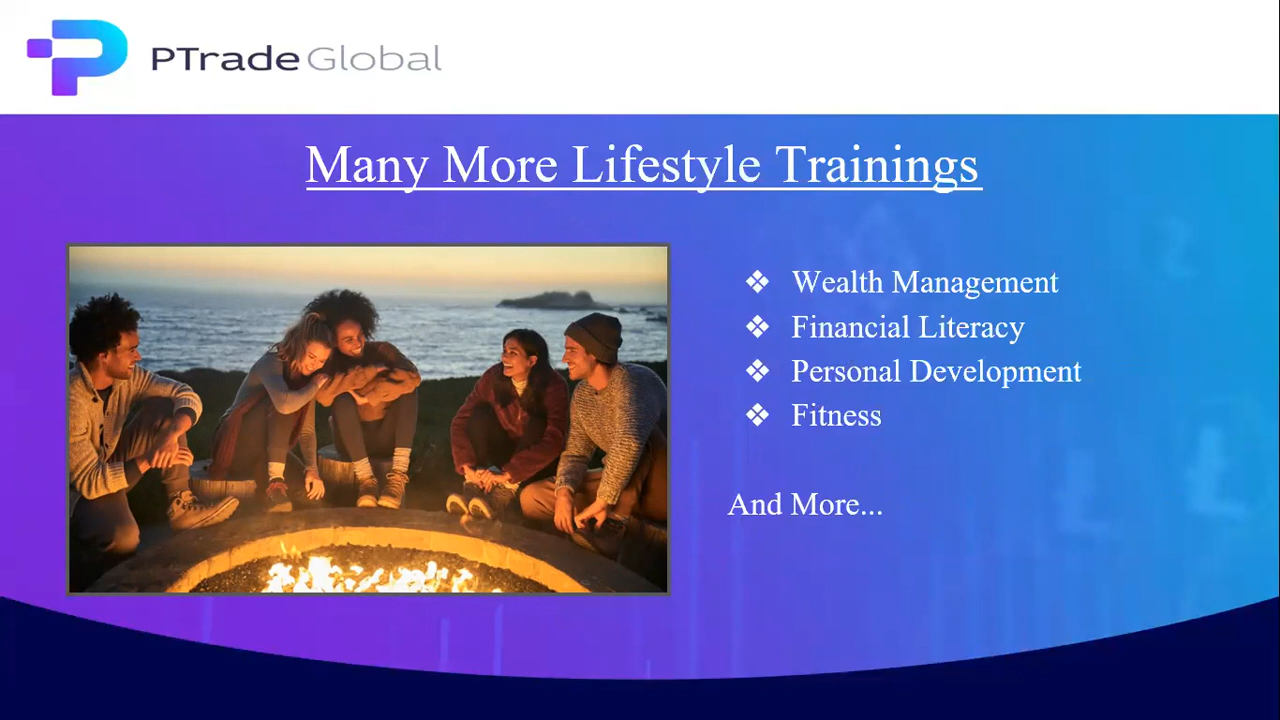 PTrade Global
Many More Lifestyle Trainings
❖ Wealth Management
❖ Financial Literacy
❖ Personal Development
❖ Fitness
And More...